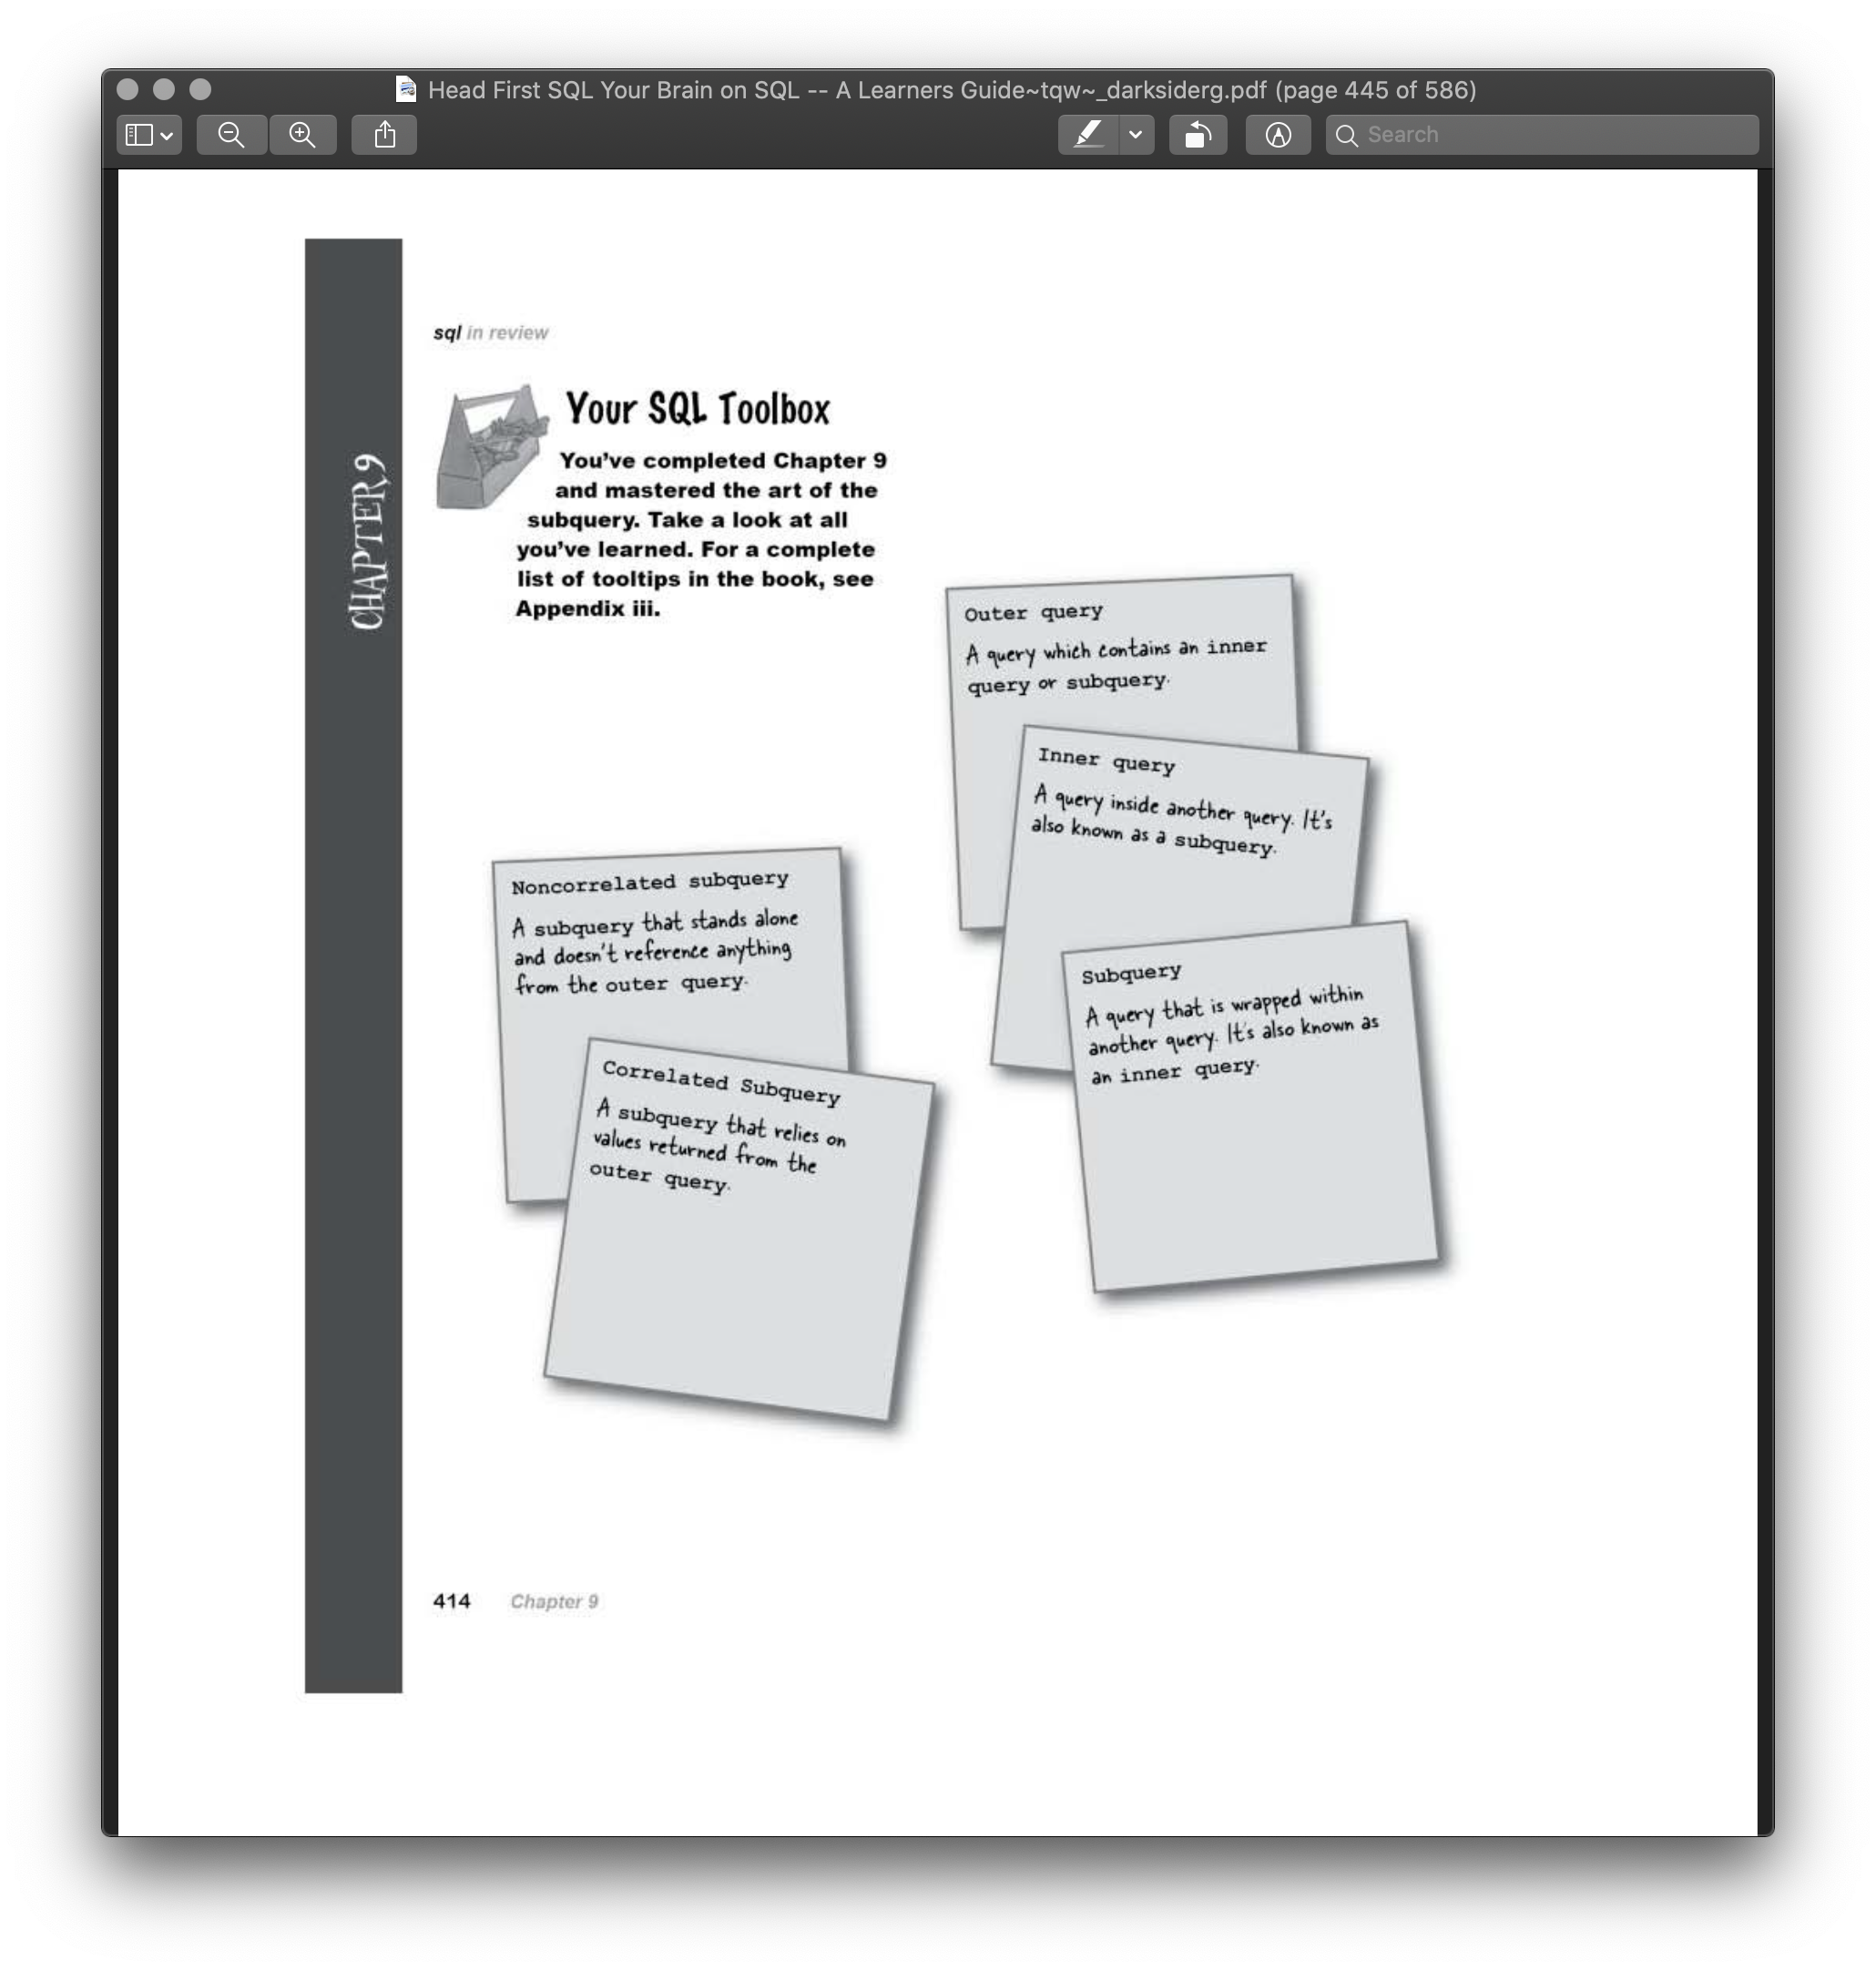 Head First SQL Your Brain on SQL -- A Learners Guide~tqw~_darksiderg.pdf (page 445 of 586)
Search
CHAPTER 9
sql in review
Your SQL Toolbox
You've completed Chapter 9
and mastered the art of the
subquery. Take a look at all
you've learned. For a complete
list of tooltips in the book, see
Appendix iii.
Outer query
A query which contains an inner
query or subquery.
Inner query
A query inside another query. It's
also known as a subquery.
Subquery
A query that is wrapped within
another query. It's also known as
an inner query.
Noncorrelated subquery
A subquery that stands alone
and doesn't reference anything
from the outer query.
Correlated Subquery
A subquery that relies on
values returned from the
outer query.
414 Chapter 9